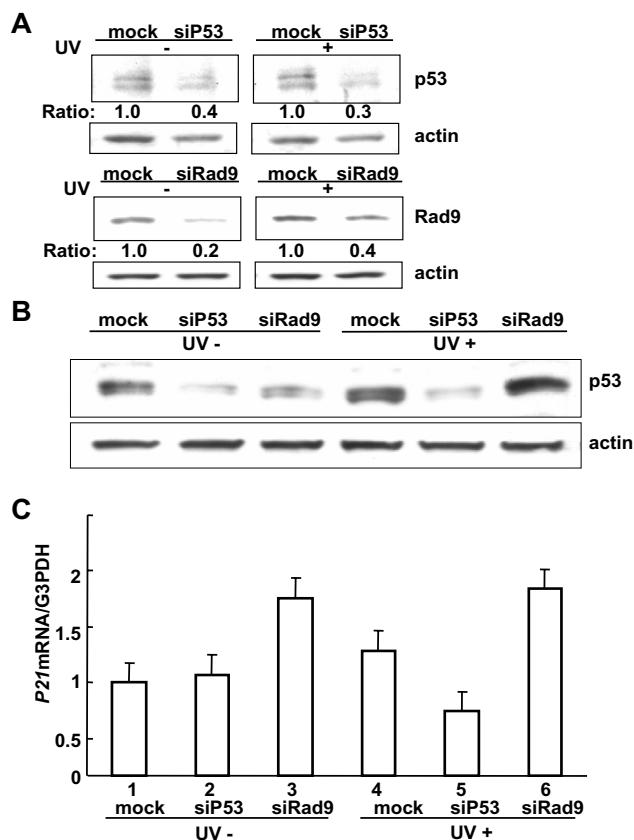 A
mock siP53 mock siP53
UV - +
p53
Ratio: 1.0 0.4 1.0 0.3
actin
mock siRad9 mock siRad9
UV - +
Rad9
Ratio: 1.0 0.2 1.0 0.4
actin
B
mock siP53 siRad9 mock siP53 siRad9
UV - UV +
p53
actin
C
P21mRNA/G3PDH
2
1.5
1
0.5
0
1 2 3 4 5 6
mock siP53 siRad9 mock siP53 siRad9
UV - UV +